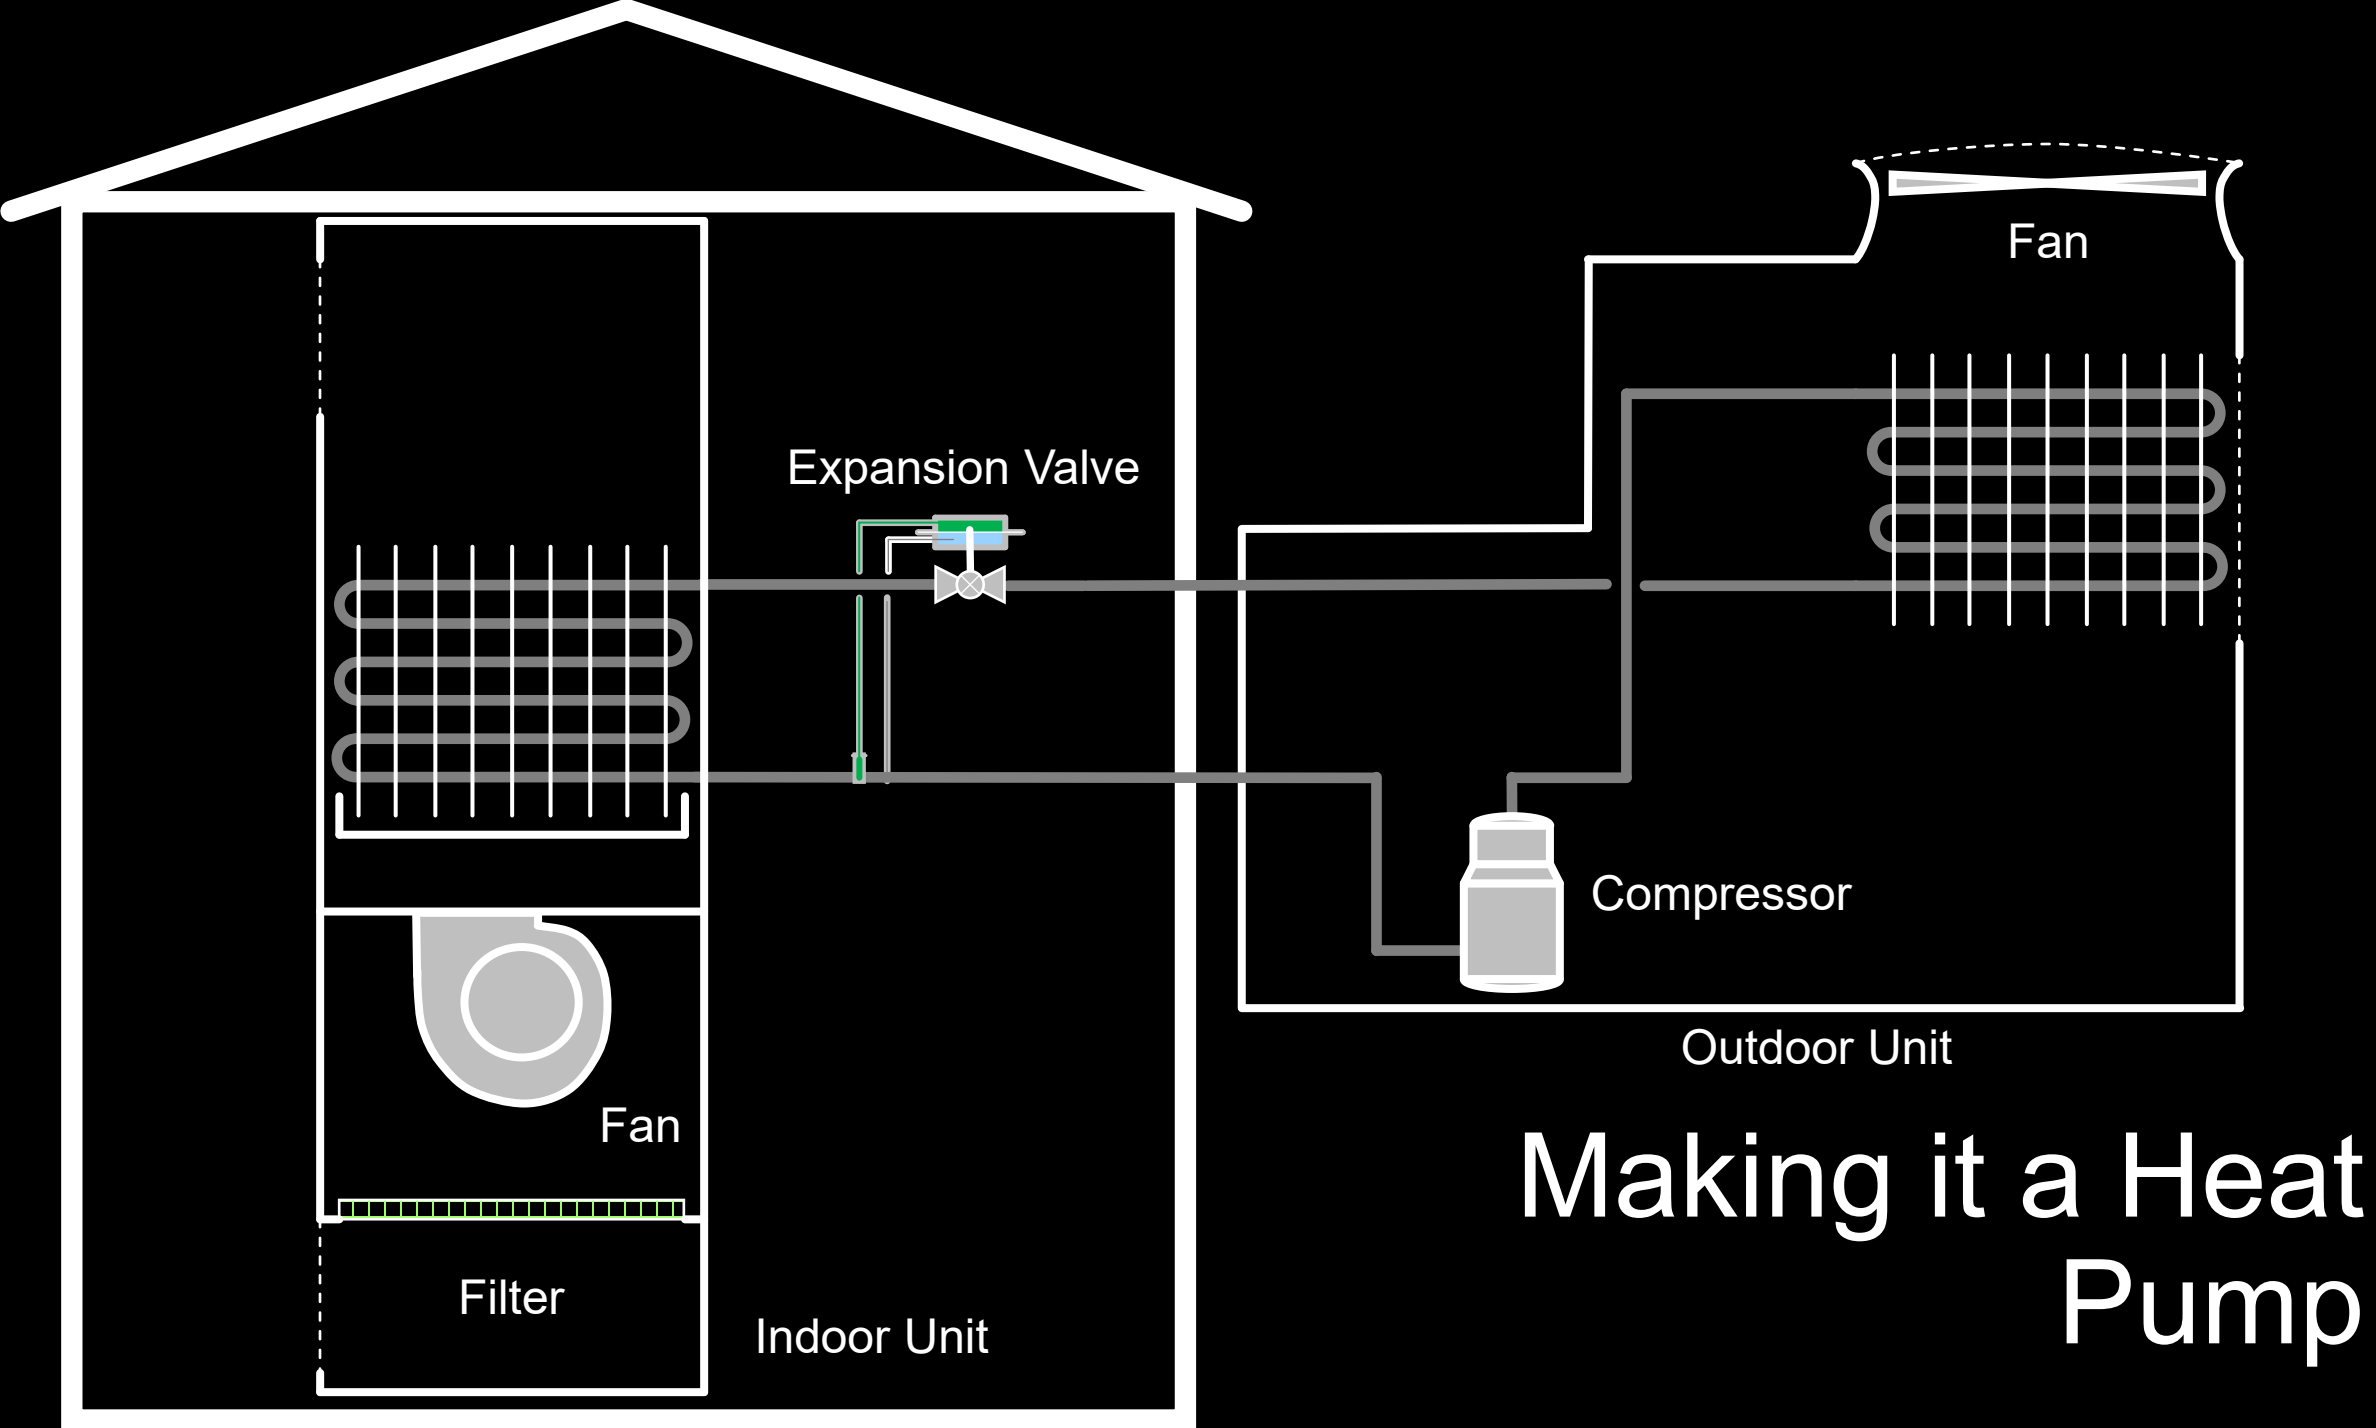 Fan
Expansion Valve
Compressor
Outdoor Unit
Fan
Filter
Indoor Unit
Making it a Heat
Pump